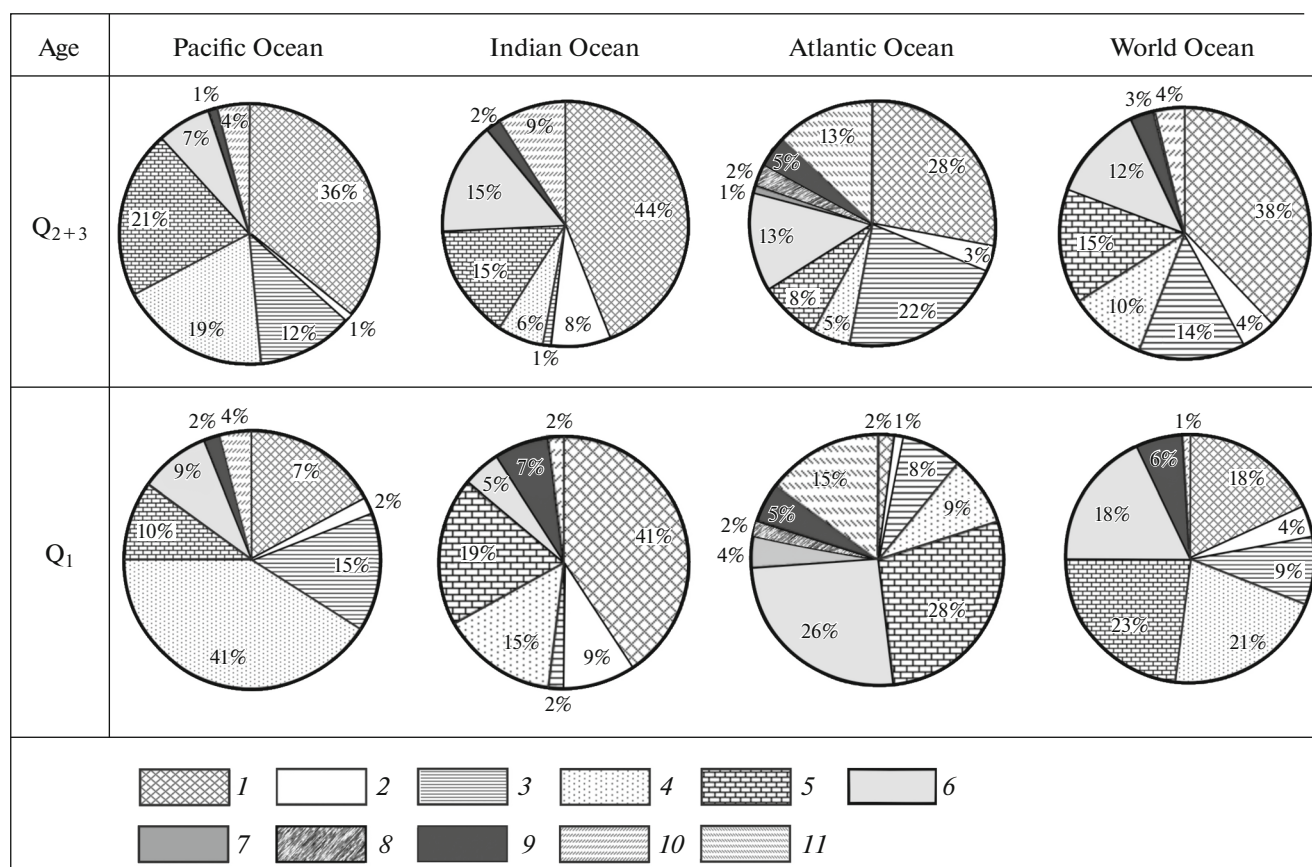 Age Pacific Ocean Indian Ocean Atlantic Ocean World Ocean
Q2+3
1% 4% 7% 36% 21% 19% 12% 1%
2% 9% 15% 44% 15% 6% 1% 8%
13% 5% 2% 1% 28% 13% 3% 8% 5% 22%
3% 4% 12% 38% 15% 10% 14% 4%
Q1
2% 4% 9% 7% 2% 10% 15% 41%
2% 7% 5% 41% 19% 15% 9% 2%
2% 1% 15% 8% 5% 9% 2% 4% 28% 26%
1% 6% 18% 18% 4% 9% 23% 21%
1 2 3 4 5 6
7 8 9 10 11